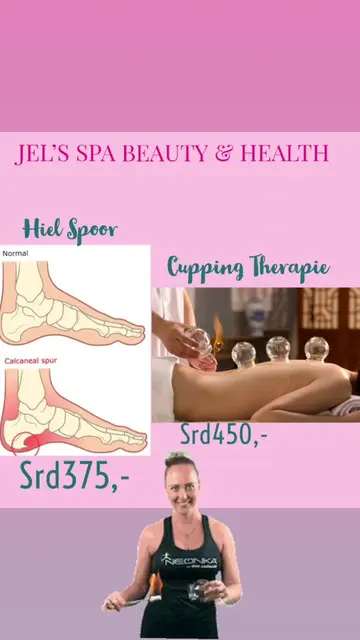 JEL'S SPA BEAUTY & HEALTH
Hiel Spoor
Cupping Therapie
Normal
Calcaneal spur
Srd450,-
Srd375,-
NEONKA